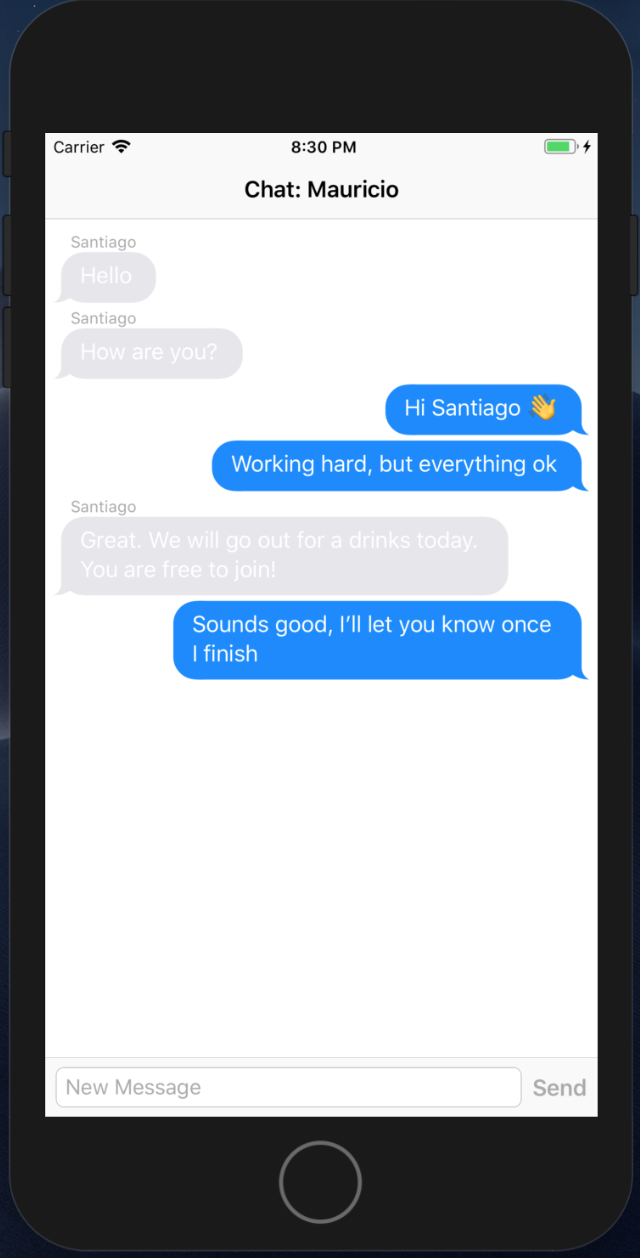 Carrier 8:30 PM
Chat: Mauricio
Santiago
Hello
Santiago
How are you?
Hi Santiago 👋
Working hard, but everything ok
Santiago
Great. We will go out for a drinks today.
You are free to join!
Sounds good, I’ll let you know once
I finish
New Message Send